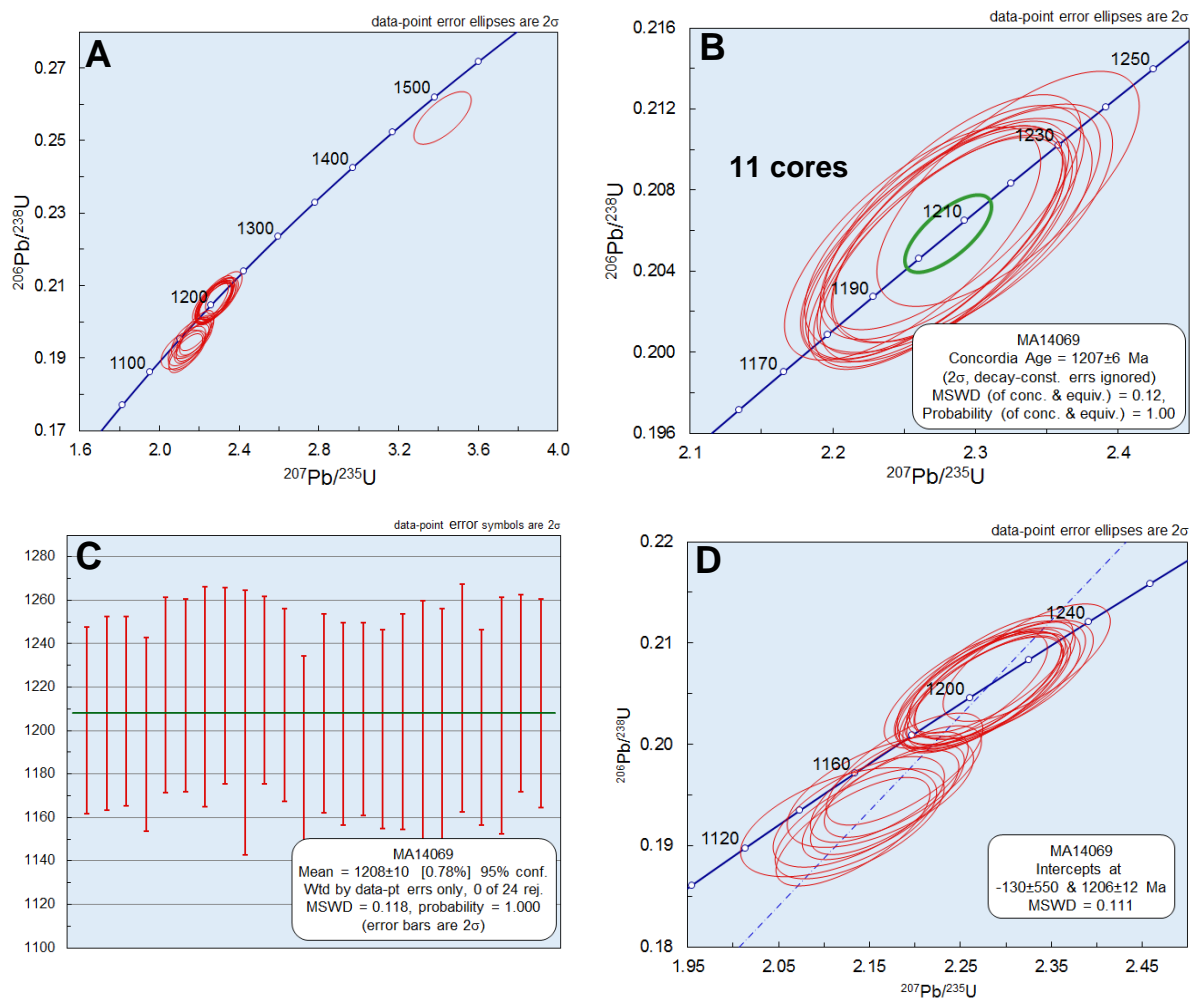 data-point error ellipses are 2σ
A
0.27
0.25
0.23
0.21
0.19
0.17
1500
1400
1300
1200
1100
1.6 2.0 2.4 2.8 3.2 3.6 4.0
206Pb/238U
207Pb/235U
data-point error ellipses are 2σ
B
0.216
0.212
0.208
0.204
0.200
0.196
1250
1230
11 cores
1210
1190
1170
MA14069
Concordia Age = 1207±6 Ma
(2σ, decay-const. errs ignored)
MSWD (of conc. & equiv.) = 0.12,
Probability (of conc. & equiv.) = 1.00
2.1 2.2 2.3 2.4
206Pb/238U
207Pb/235U
data-point error symbols are 2σ
C
1280
1260
1240
1220
1200
1180
1160
1140
1120
1100
MA14069
Mean = 1208±10 [0.78%] 95% conf.
Wtd by data-pt errs only, 0 of 24 rej.
MSWD = 0.118, probability = 1.000
(error bars are 2σ)
data-point error ellipses are 2σ
D
0.22
0.21
0.20
0.19
0.18
1240
1200
1160
1120
MA14069
Intercepts at
-130±550 & 1206±12 Ma
MSWD = 0.111
1.95 2.05 2.15 2.25 2.35 2.45
206Pb/238U
207Pb/235U